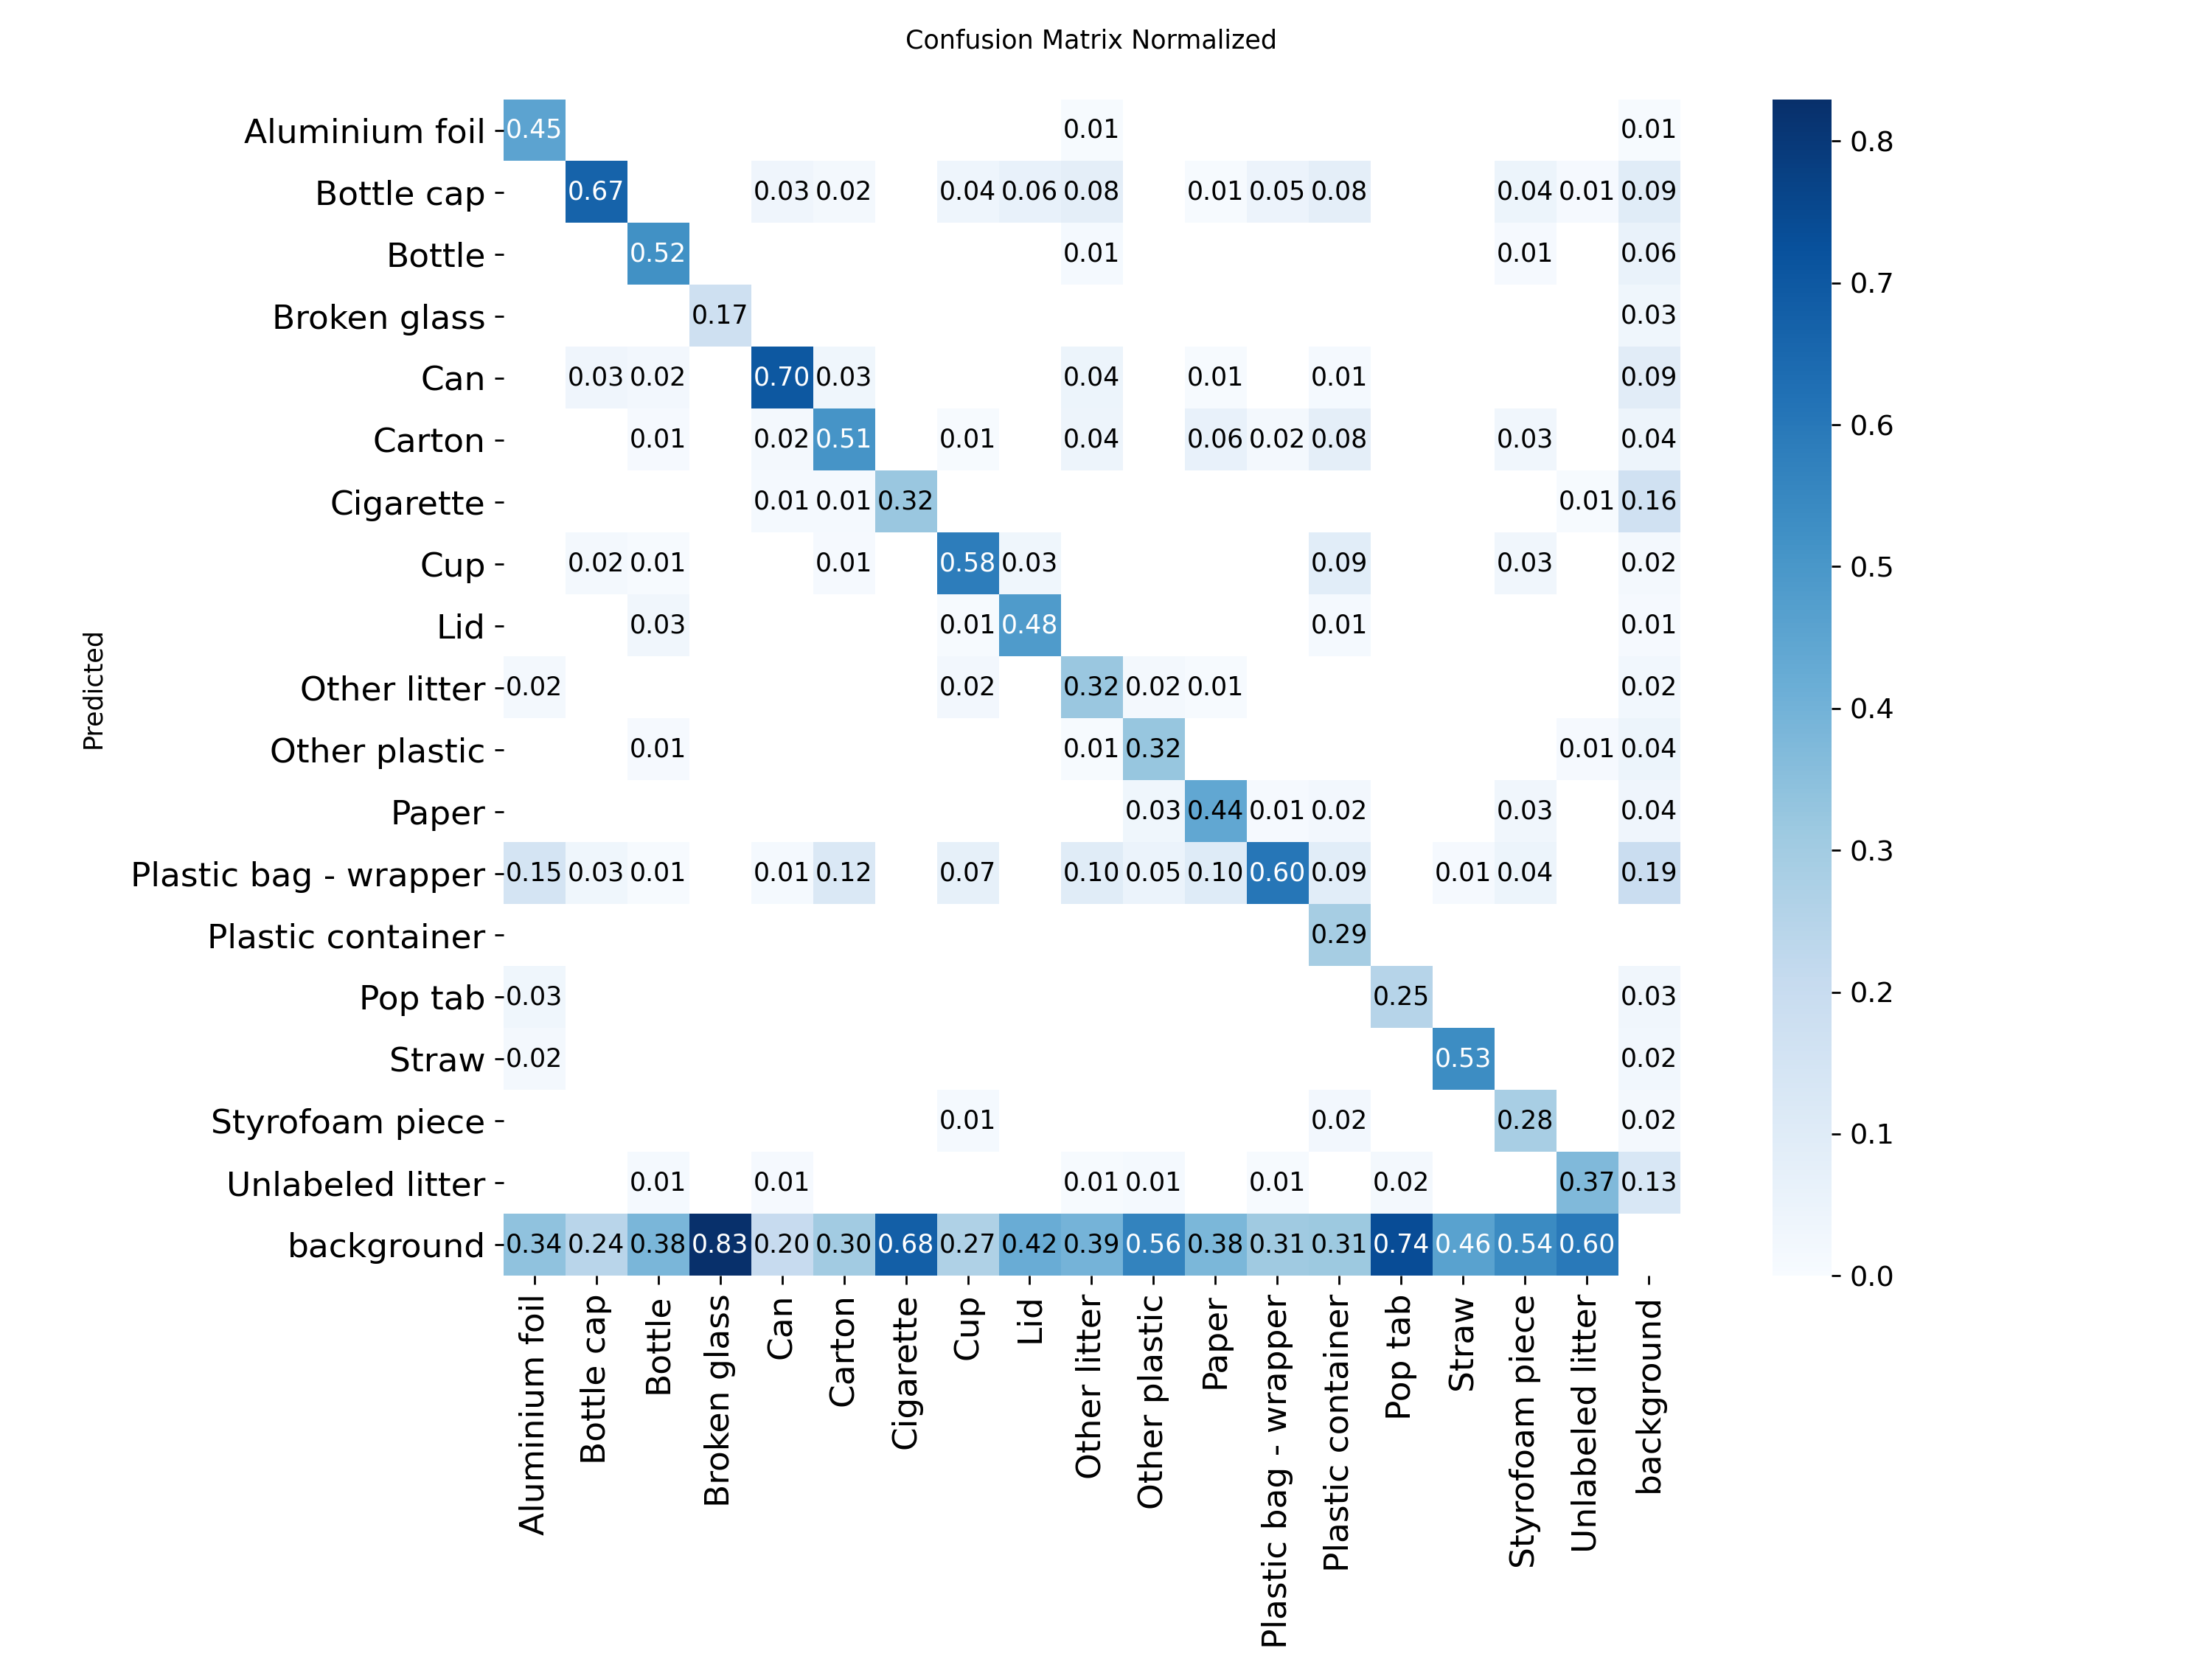 Confusion Matrix Normalized
Aluminium foil 0.45 0.01 0.01
Bottle cap 0.67 0.03 0.02 0.04 0.06 0.08 0.01 0.05 0.08 0.04 0.01 0.09
Bottle 0.52 0.01 0.01 0.06
Broken glass 0.17 0.03
Can 0.03 0.02 0.70 0.03 0.04 0.01 0.01 0.09
Carton 0.01 0.02 0.51 0.01 0.04 0.06 0.02 0.08 0.03 0.04
Cigarette 0.01 0.01 0.32 0.01 0.16
Cup 0.02 0.01 0.01 0.58 0.03 0.09 0.03 0.02
Lid 0.03 0.01 0.48 0.01 0.01
Other litter 0.02 0.02 0.32 0.02 0.01 0.02
Other plastic 0.01 0.01 0.32 0.01 0.04
Paper 0.03 0.44 0.01 0.02 0.03 0.04
Plastic bag - wrapper 0.15 0.03 0.01 0.01 0.12 0.07 0.10 0.05 0.10 0.60 0.09 0.01 0.04 0.19
Plastic container 0.29
Pop tab 0.03 0.25 0.03
Straw 0.02 0.53 0.02
Styrofoam piece 0.01 0.02 0.28 0.02
Unlabeled litter 0.01 0.01 0.01 0.01 0.01 0.02 0.37 0.13
background 0.34 0.24 0.38 0.83 0.20 0.30 0.68 0.27 0.42 0.39 0.56 0.38 0.31 0.31 0.74 0.46 0.54 0.60
Predicted
Aluminium foil
Bottle cap
Bottle
Broken glass
Can
Carton
Cigarette
Cup
Lid
Other litter
Other plastic
Paper
Plastic bag - wrapper
Plastic container
Pop tab
Straw
Styrofoam piece
Unlabeled litter
background
0.8
0.7
0.6
0.5
0.4
0.3
0.2
0.1
0.0